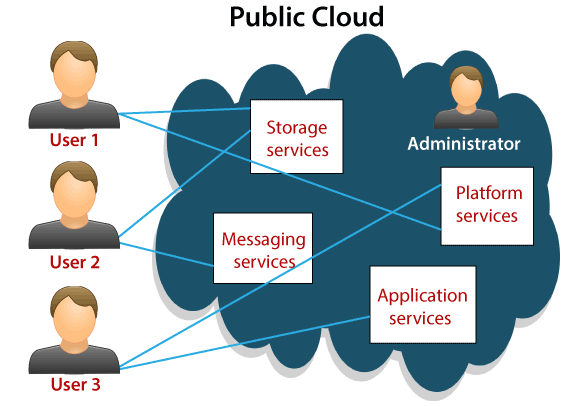 Public Cloud
User 1
Storage
services
Administrator
Platform
services
User 2
Messaging
services
Application
services
User 3